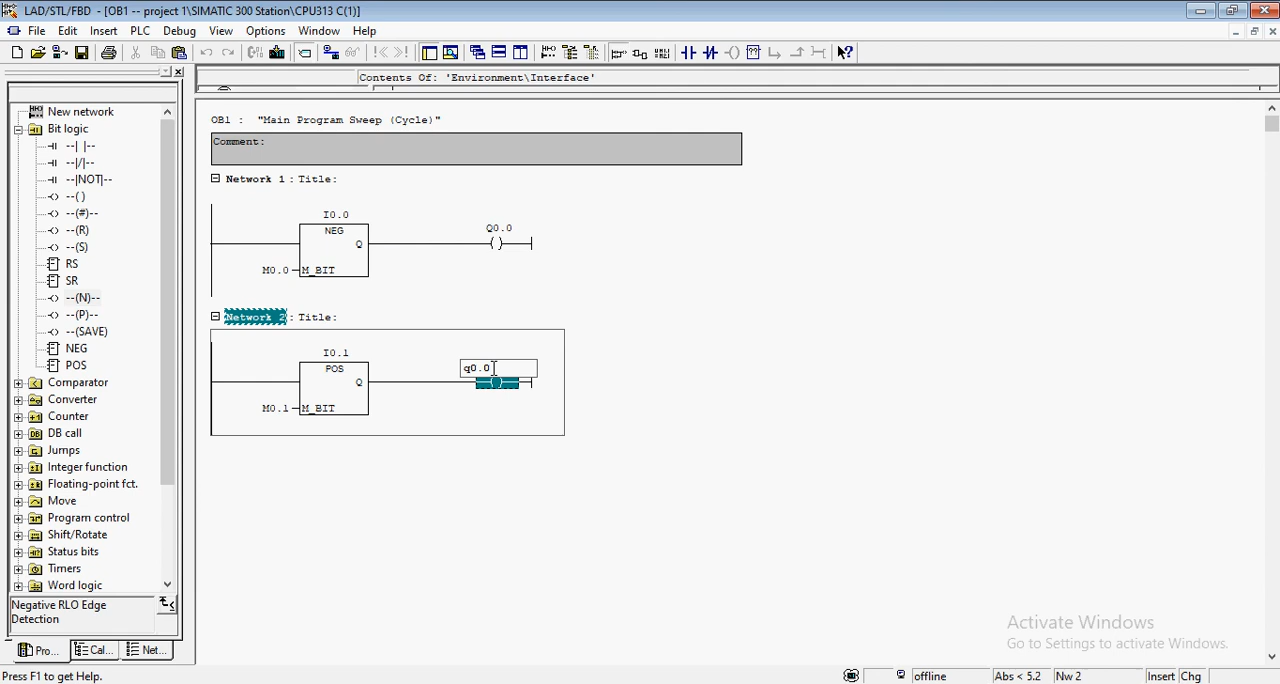 LAD/STL/FBD - [OB1 -- project 1\SIMATIC 300 Station\CPU313 C(1)]
File Edit Insert PLC Debug View Options Window Help
Contents Of: 'Environment\Interface'
New network
Bit logic
--| |--
--|/|--
--|NOT|--
--( )
--(#)--
--(R)
--(S)
RS
SR
--(N)--
--(P)--
--(SAVE)
NEG
POS
Comparator
Converter
Counter
DB call
Jumps
Integer function
Floating-point fct.
Move
Program control
Shift/Rotate
Status bits
Timers
Word logic
Negative RLO Edge
Detection
Pro... Cal... Net...
OB1 : "Main Program Sweep (Cycle)"
Comment:
Network 1 : Title:
I0.0
NEG
Q
M0.0
M_BIT
Q0.0
( )
Network 2 : Title:
I0.1
POS
Q
M0.1
M_BIT
q0.0
( )
Activate Windows
Go to Settings to activate Windows.
Press F1 to get Help.
offline
Abs < 5.2
Nw 2
Insert
Chg